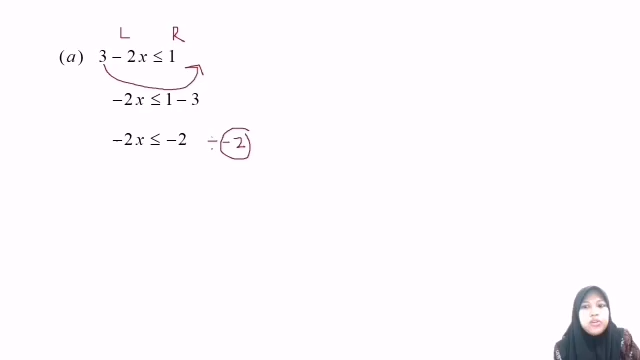 L R
(a) 3 − 2x ≤ 1
−2x ≤ 1 − 3
−2x ≤ −2 ÷ −2